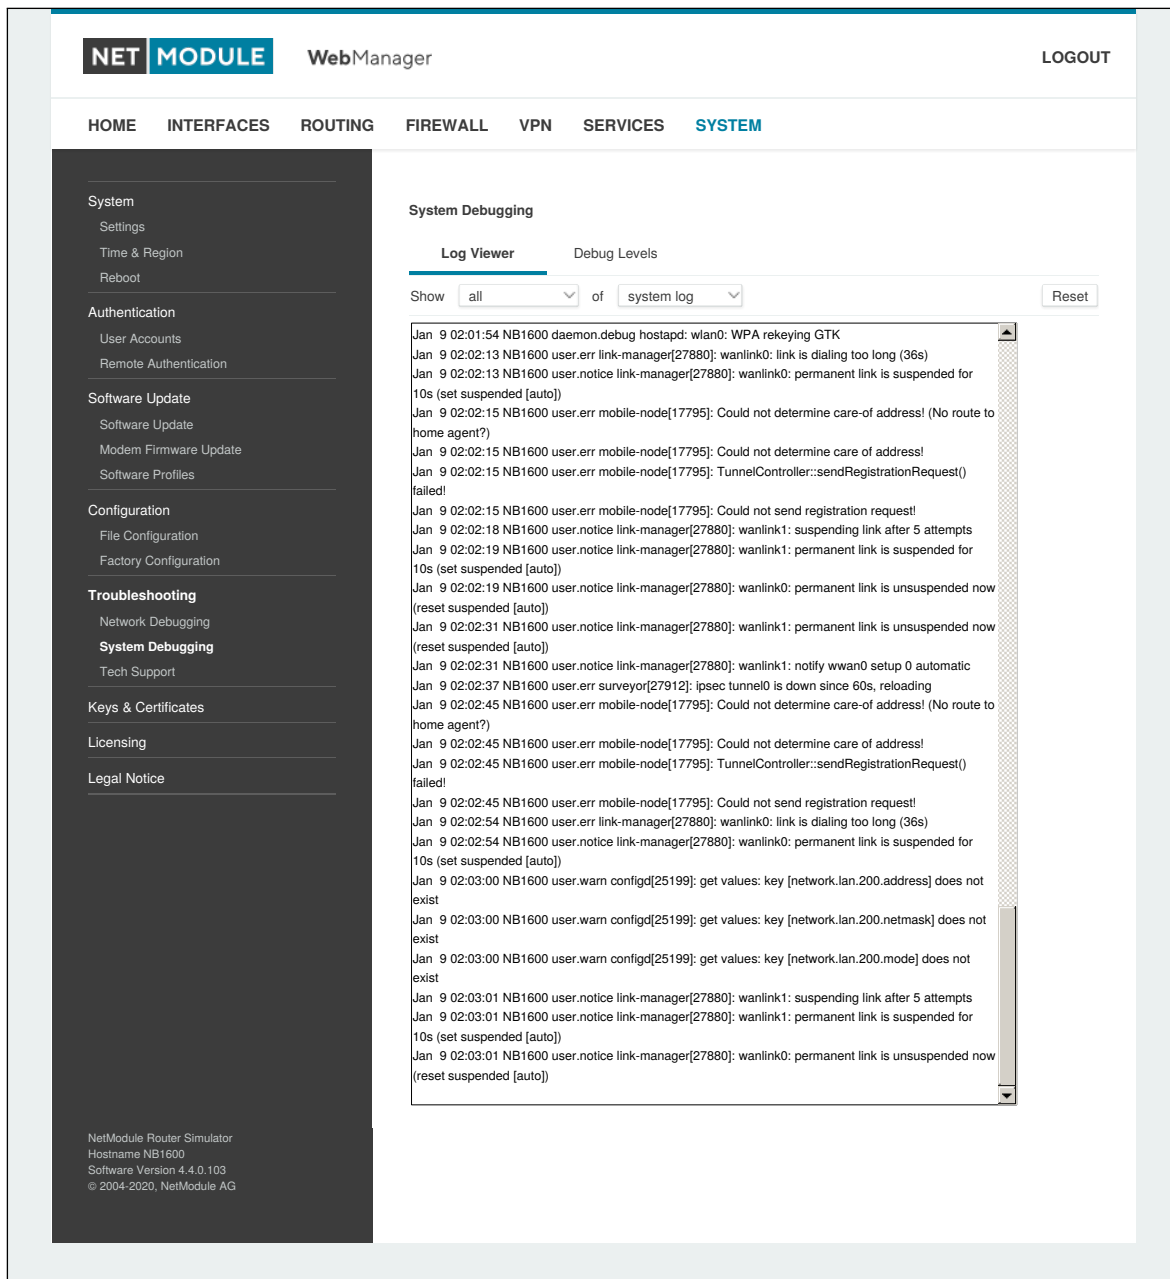 NET MODULE WebManager LOGOUT
HOME INTERFACES ROUTING FIREWALL VPN SERVICES SYSTEM
System
Settings
Time & Region
Reboot
Authentication
User Accounts
Remote Authentication
Software Update
Software Update
Modem Firmware Update
Software Profiles
Configuration
File Configuration
Factory Configuration
Troubleshooting
Network Debugging
System Debugging
Tech Support
Keys & Certificates
Licensing
Legal Notice
NetModule Router Simulator
Hostname NB1600
Software Version 4.4.0.103
© 2004-2020, NetModule AG
System Debugging
Log Viewer Debug Levels
Show all of system log Reset
Jan 9 02:01:54 NB1600 daemon.debug hostapd: wlan0: WPA rekeying GTK
Jan 9 02:02:13 NB1600 user.err link-manager[27880]: wanlink0: link is dialing too long (36s)
Jan 9 02:02:13 NB1600 user.notice link-manager[27880]: wanlink0: permanent link is suspended for
10s (set suspended [auto])
Jan 9 02:02:15 NB1600 user.err mobile-node[17795]: Could not determine care-of address! (No route to
home agent?)
Jan 9 02:02:15 NB1600 user.err mobile-node[17795]: Could not determine care of address!
Jan 9 02:02:15 NB1600 user.err mobile-node[17795]: TunnelController::sendRegistrationRequest()
failed!
Jan 9 02:02:15 NB1600 user.err mobile-node[17795]: Could not send registration request!
Jan 9 02:02:18 NB1600 user.notice link-manager[27880]: wanlink1: suspending link after 5 attempts
Jan 9 02:02:19 NB1600 user.notice link-manager[27880]: wanlink1: permanent link is suspended for
10s (set suspended [auto])
Jan 9 02:02:19 NB1600 user.notice link-manager[27880]: wanlink0: permanent link is unsuspended now
(reset suspended [auto])
Jan 9 02:02:31 NB1600 user.notice link-manager[27880]: wanlink1: permanent link is unsuspended now
(reset suspended [auto])
Jan 9 02:02:31 NB1600 user.notice link-manager[27880]: wanlink1: notify wwan0 setup 0 automatic
Jan 9 02:02:37 NB1600 user.err surveyor[27912]: ipsec tunnel0 is down since 60s, reloading
Jan 9 02:02:45 NB1600 user.err mobile-node[17795]: Could not determine care-of address! (No route to
home agent?)
Jan 9 02:02:45 NB1600 user.err mobile-node[17795]: Could not determine care of address!
Jan 9 02:02:45 NB1600 user.err mobile-node[17795]: TunnelController::sendRegistrationRequest()
failed!
Jan 9 02:02:45 NB1600 user.err mobile-node[17795]: Could not send registration request!
Jan 9 02:02:54 NB1600 user.err link-manager[27880]: wanlink0: link is dialing too long (36s)
Jan 9 02:02:54 NB1600 user.notice link-manager[27880]: wanlink0: permanent link is suspended for
10s (set suspended [auto])
Jan 9 02:03:00 NB1600 user.warn configd[25199]: get values: key [network.lan.200.address] does not
exist
Jan 9 02:03:00 NB1600 user.warn configd[25199]: get values: key [network.lan.200.netmask] does not
exist
Jan 9 02:03:00 NB1600 user.warn configd[25199]: get values: key [network.lan.200.mode] does not
exist
Jan 9 02:03:01 NB1600 user.notice link-manager[27880]: wanlink1: suspending link after 5 attempts
Jan 9 02:03:01 NB1600 user.notice link-manager[27880]: wanlink1: permanent link is suspended for
10s (set suspended [auto])
Jan 9 02:03:01 NB1600 user.notice link-manager[27880]: wanlink0: permanent link is unsuspended now
(reset suspended [auto])